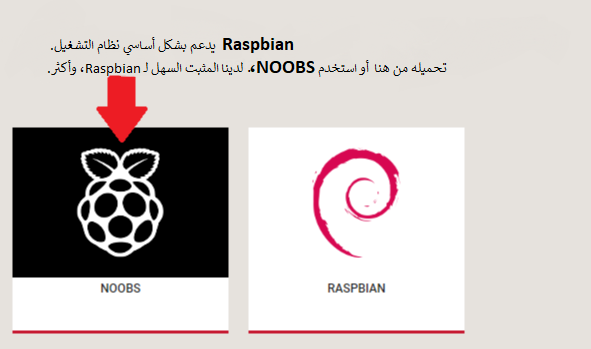 Raspbian يدعم بشكل أساسي نظام التشغيل.
تحميله من هنا أو استخدم NOOBS،. لدينا المثبت السهل لـ Raspbian، وأكثر.
NOOBS
RASPBIAN